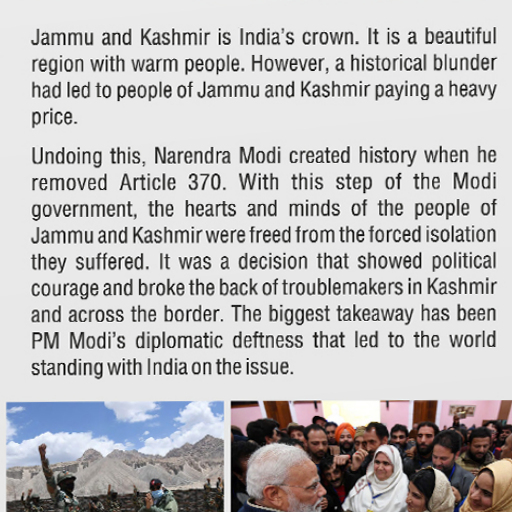 Jammu and Kashmir is India's crown. It is a beautiful
region with warm people. However, a historical blunder
had led to people of Jammu and Kashmir paying a heavy
price.
Undoing this, Narendra Modi created history when he
removed Article 370. With this step of the Modi
government, the hearts and minds of the people of
Jammu and Kashmir were freed from the forced isolation
they suffered. It was a decision that showed political
courage and broke the back of troublemakers in Kashmir
and across the border. The biggest takeaway has been
PM Modi's diplomatic deftness that led to the world
standing with India on the issue.